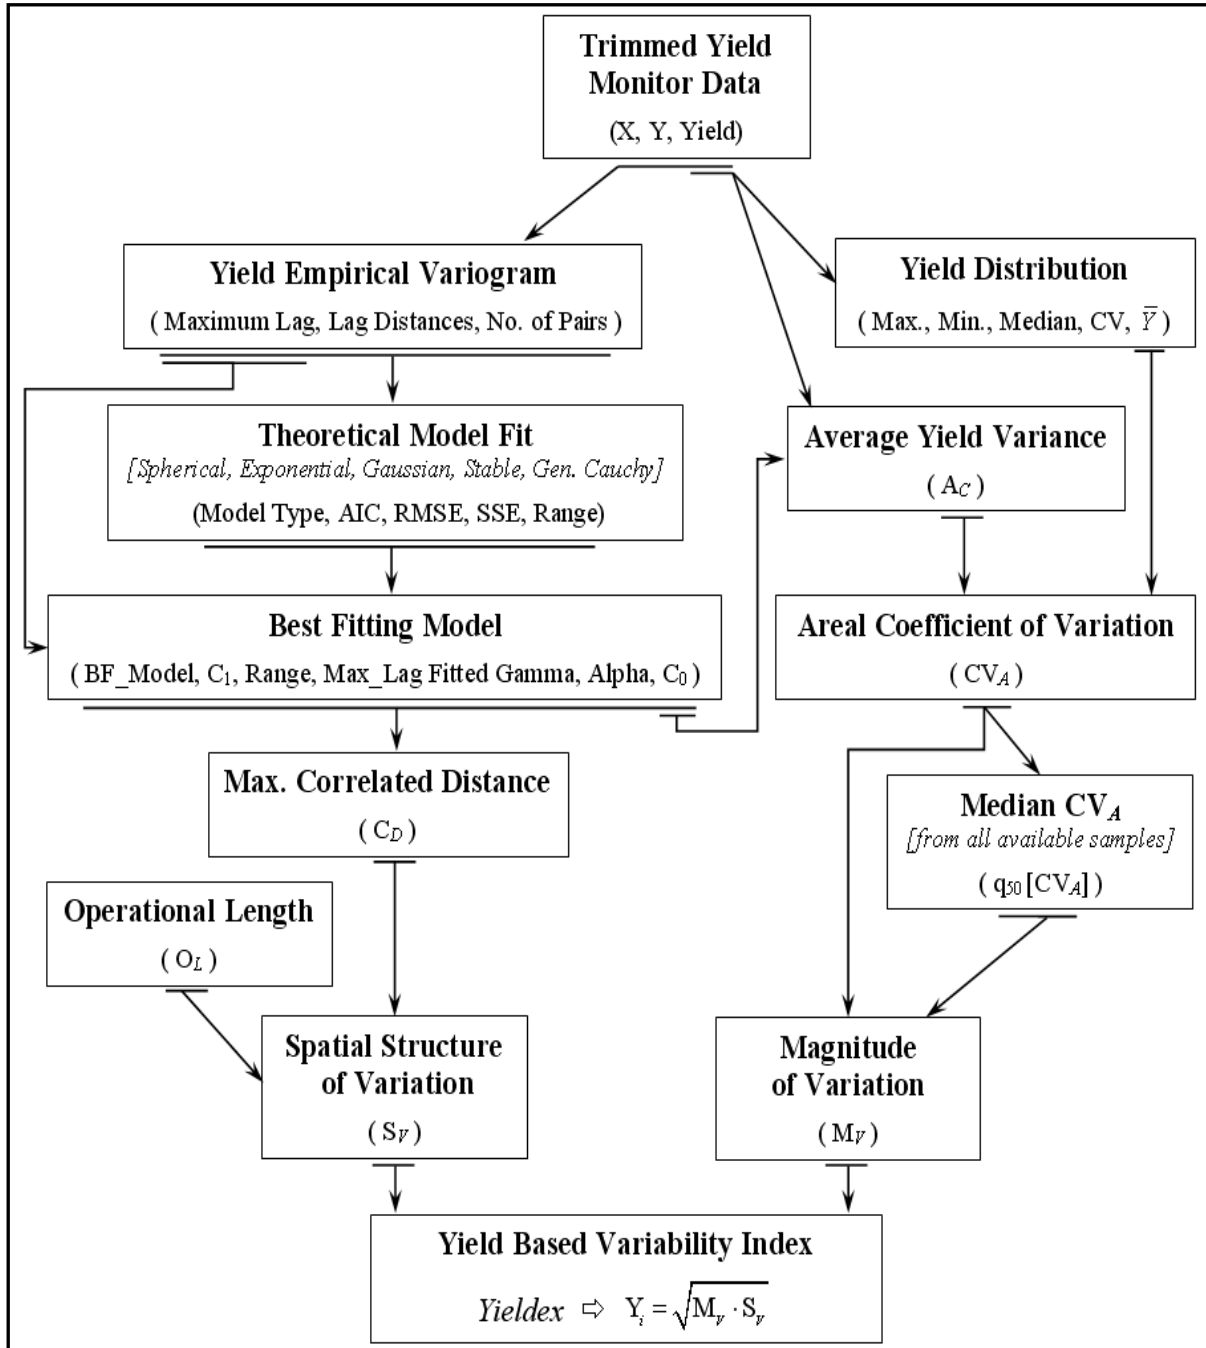 Trimmed Yield
Monitor Data
(X, Y, Yield)
Yield Empirical Variogram
( Maximum Lag, Lag Distances, No. of Pairs )
Yield Distribution
( Max., Min., Median, CV, Y̅ )
Theoretical Model Fit
[Spherical, Exponential, Gaussian, Stable, Gen. Cauchy]
(Model Type, AIC, RMSE, SSE, Range)
Average Yield Variance
( A_C )
Best Fitting Model
( BF_Model, C₁, Range, Max_Lag Fitted Gamma, Alpha, C₀ )
Areal Coefficient of Variation
( CV_A )
Max. Correlated Distance
( C_D )
Median CV_A
[from all available samples]
( q₅₀ [CV_A] )
Operational Length
( O_L )
Spatial Structure
of Variation
( S_V )
Magnitude
of Variation
( M_V )
Yield Based Variability Index
Yieldex ⇨ Y_i = √(M_v · S_v)